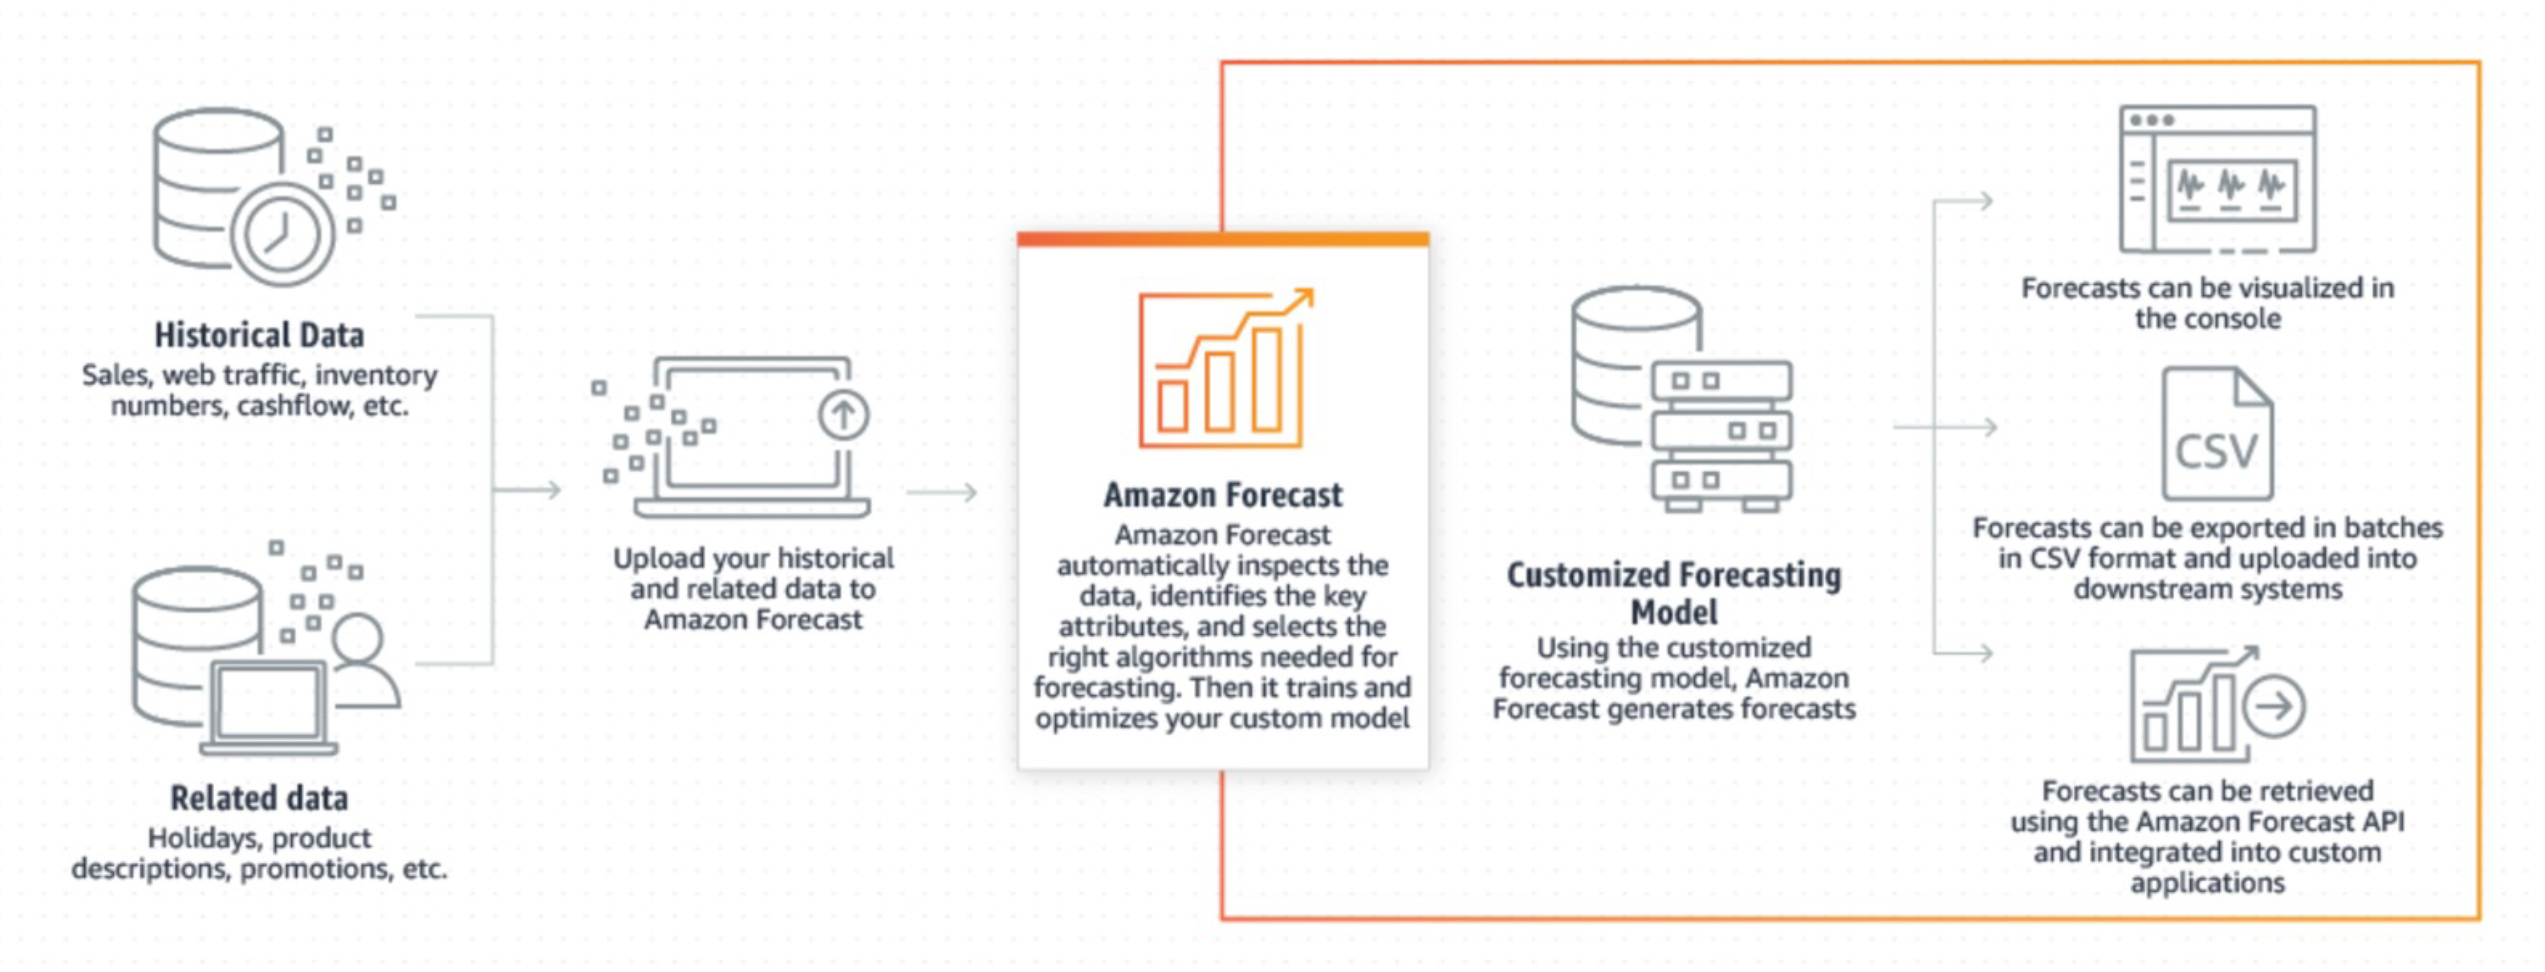 Historical Data
Sales, web traffic, inventory
numbers, cashflow, etc.
Related data
Holidays, product
descriptions, promotions, etc.
Upload your historical
and related data to
Amazon Forecast
Amazon Forecast
Amazon Forecast
automatically inspects the
data, identifies the key
attributes, and selects the
right algorithms needed for
forecasting. Then it trains and
optimizes your custom model
Customized Forecasting
Model
Using the customized
forecasting model, Amazon
Forecast generates forecasts
Forecasts can be visualized in
the console
CSV
Forecasts can be exported in batches
in CSV format and uploaded into
downstream systems
Forecasts can be retrieved
using the Amazon Forecast API
and integrated into custom
applications